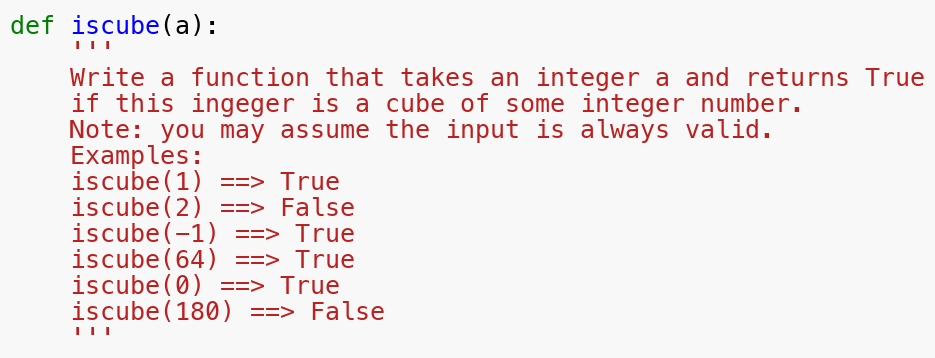 def iscube(a):
    '''
    Write a function that takes an integer a and returns True
    if this ingeger is a cube of some integer number.
    Note: you may assume the input is always valid.
    Examples:
    iscube(1) ==> True
    iscube(2) ==> False
    iscube(−1) ==> True
    iscube(64) ==> True
    iscube(0) ==> True
    iscube(180) ==> False
    '''